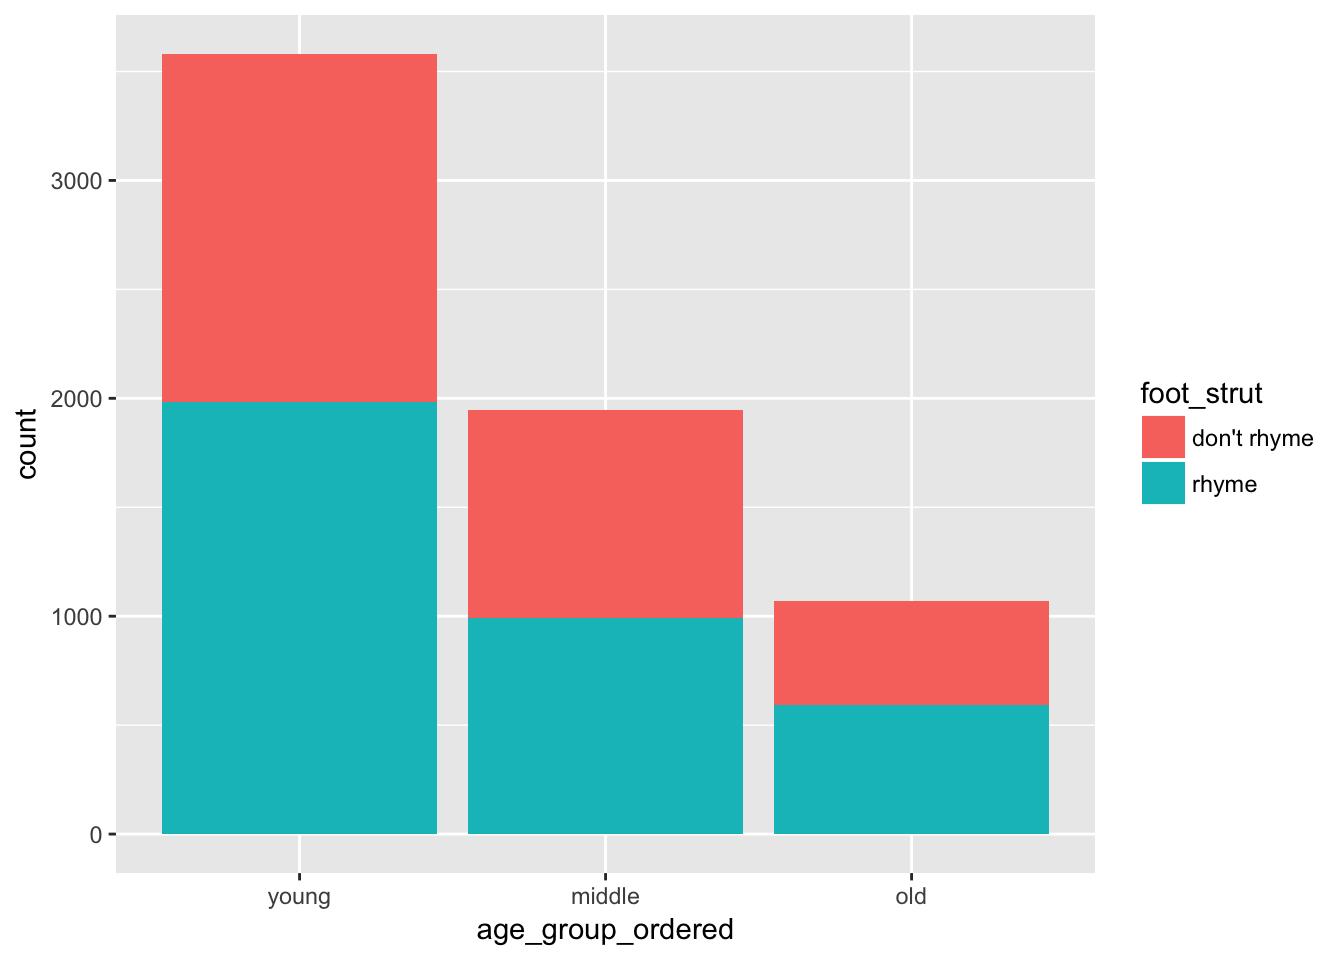 count
3000
2000
1000
0
young
middle
old
age_group_ordered
foot_strut
don't rhyme
rhyme